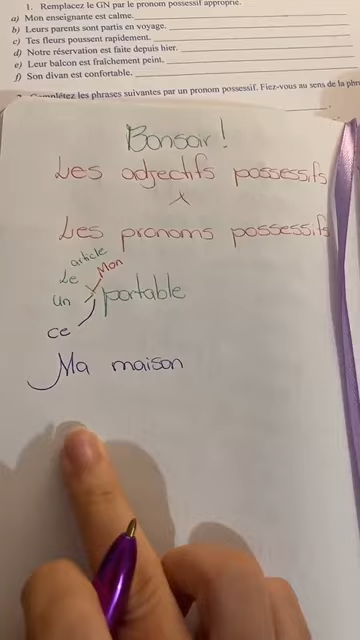 1. Remplacez le GN par le pronom possessif approprié.
a) Mon enseignante est calme.
b) Leurs parents sont partis en voyage.
c) Tes fleurs poussent rapidement.
d) Notre réservation est faite depuis hier.
e) Leur balcon est fraîchement peint.
f) Son divan est confortable.
complétez les phrases suivantes par un pronom possessif. Fiez-vous au sens de la
Bonsoir!
Les adjectifs possessifs
x
Les pronoms possessifs
article
Le Mon
Un portable
ce
Ma maison